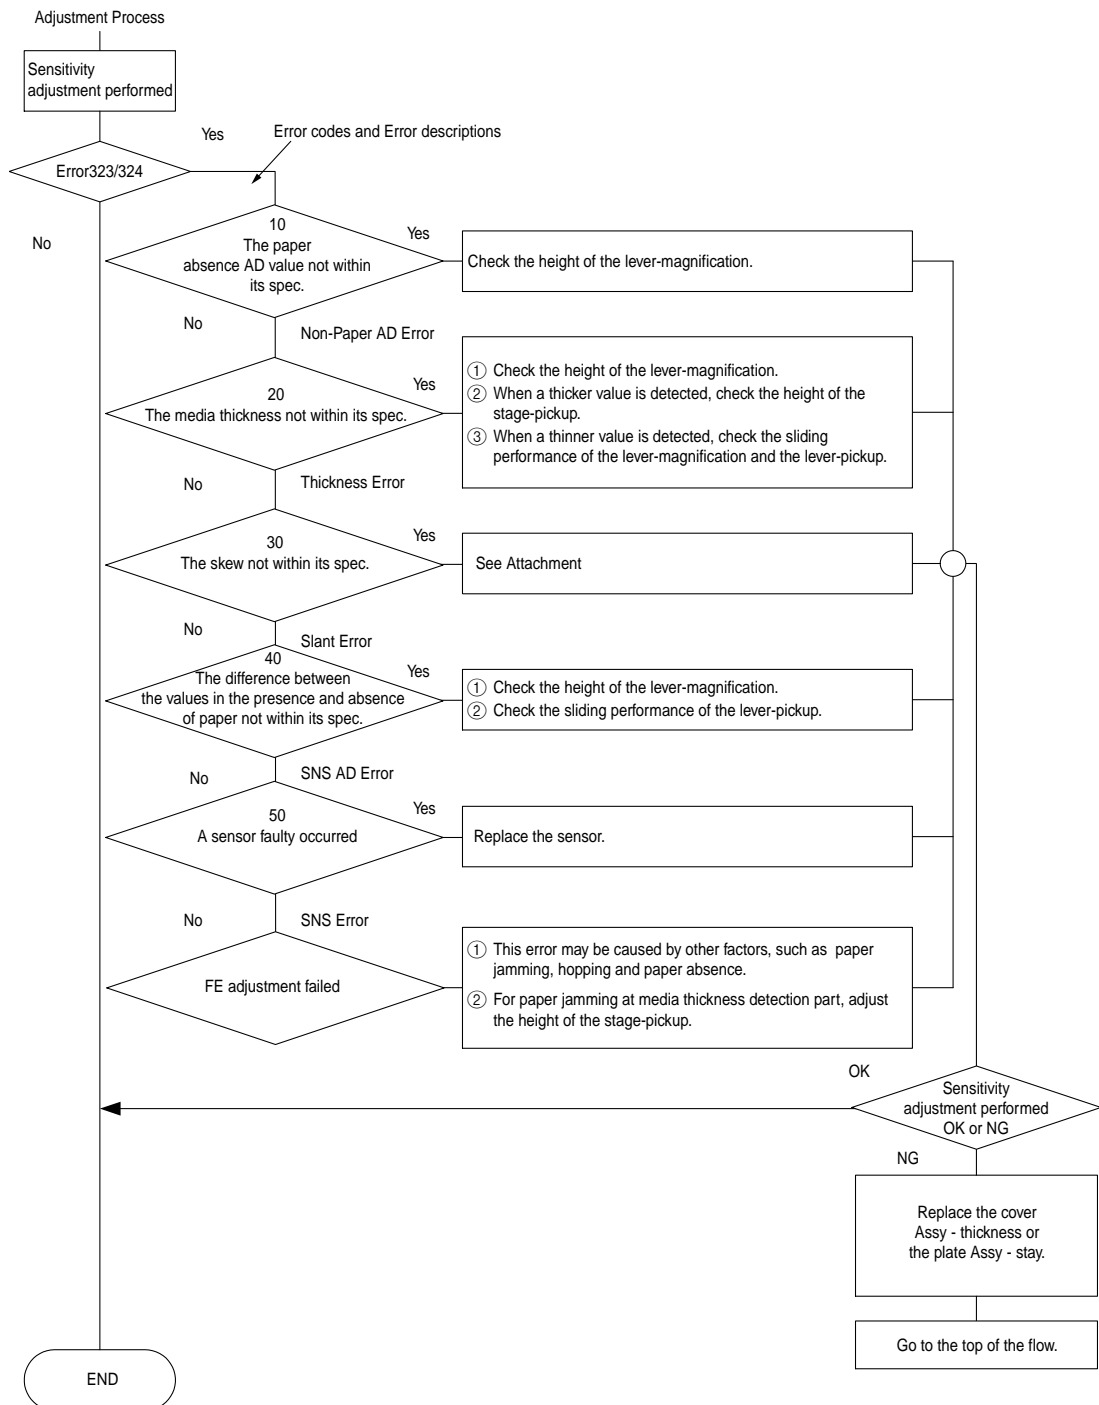 Adjustment Process
Sensitivity
adjustment performed
Yes
Error codes and Error descriptions
Error323/324
No
10
The paper
absence AD value not within
its spec.
Yes
Check the height of the lever-magnification.
No
Non-Paper AD Error
20
The media thickness not within its spec.
Yes
① Check the height of the lever-magnification.
② When a thicker value is detected, check the height of the
stage-pickup.
③ When a thinner value is detected, check the sliding
performance of the lever-magnification and the lever-pickup.
No
Thickness Error
30
The skew not within its spec.
Yes
See Attachment
No
Slant Error
40
The difference between
the values in the presence and absence
of paper not within its spec.
Yes
① Check the height of the lever-magnification.
② Check the sliding performance of the lever-pickup.
No
SNS AD Error
50
A sensor faulty occurred
Yes
Replace the sensor.
No
SNS Error
FE adjustment failed
① This error may be caused by other factors, such as paper
jamming, hopping and paper absence.
② For paper jamming at media thickness detection part, adjust
the height of the stage-pickup.
OK
Sensitivity
adjustment performed
OK or NG
NG
Replace the cover
Assy - thickness or
the plate Assy - stay.
Go to the top of the flow.
END